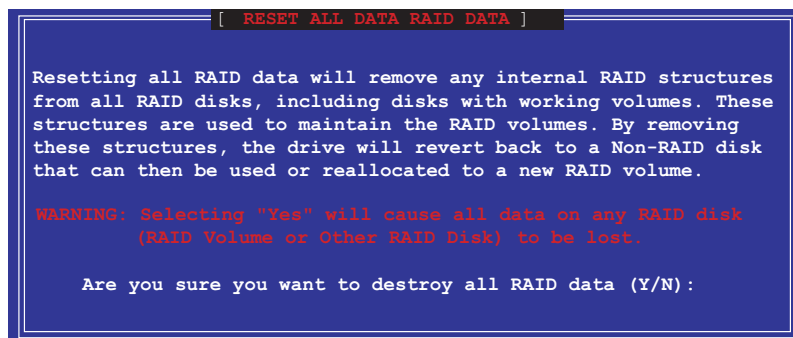 [ RESET ALL DATA RAID DATA ]
Resetting all RAID data will remove any internal RAID structures
from all RAID disks, including disks with working volumes. These
structures are used to maintain the RAID volumes. By removing
these structures, the drive will revert back to a Non-RAID disk
that can then be used or reallocated to a new RAID volume.
WARNING: Selecting "Yes" will cause all data on any RAID disk
(RAID Volume or Other RAID Disk) to be lost.
Are you sure you want to destroy all RAID data (Y/N):